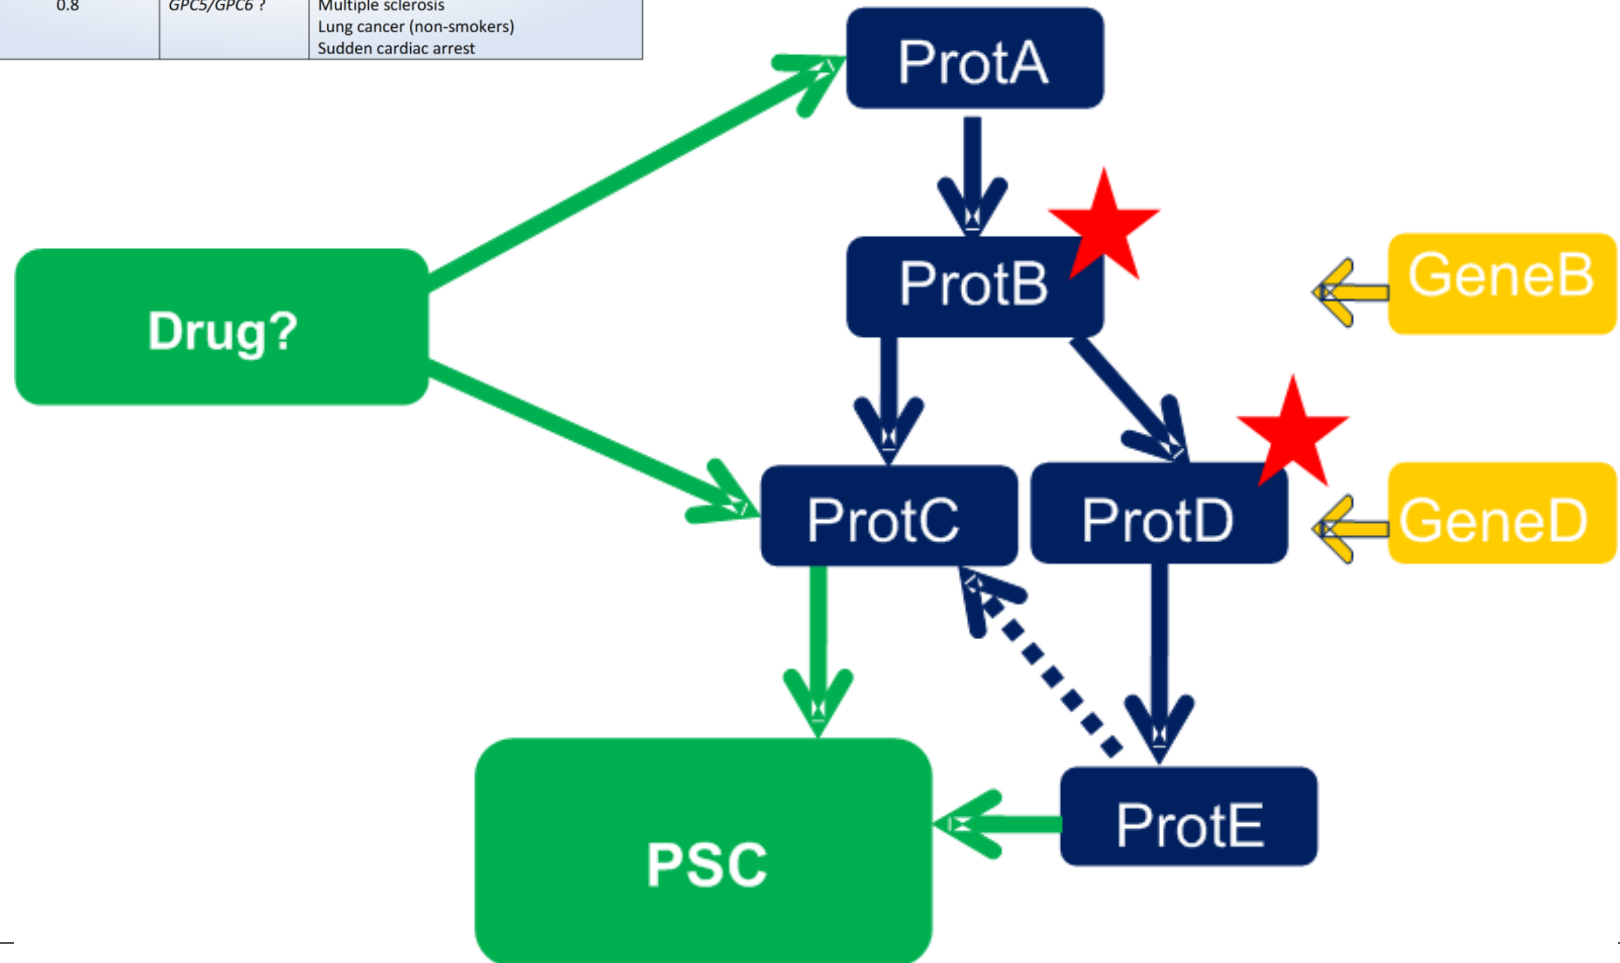 0.8 GPC5/GPC6 ? Multiple sclerosis
Lung cancer (non-smokers)
Sudden cardiac arrest
ProtA
ProtB
GeneB
Drug?
ProtC
ProtD
GeneD
ProtE
PSC